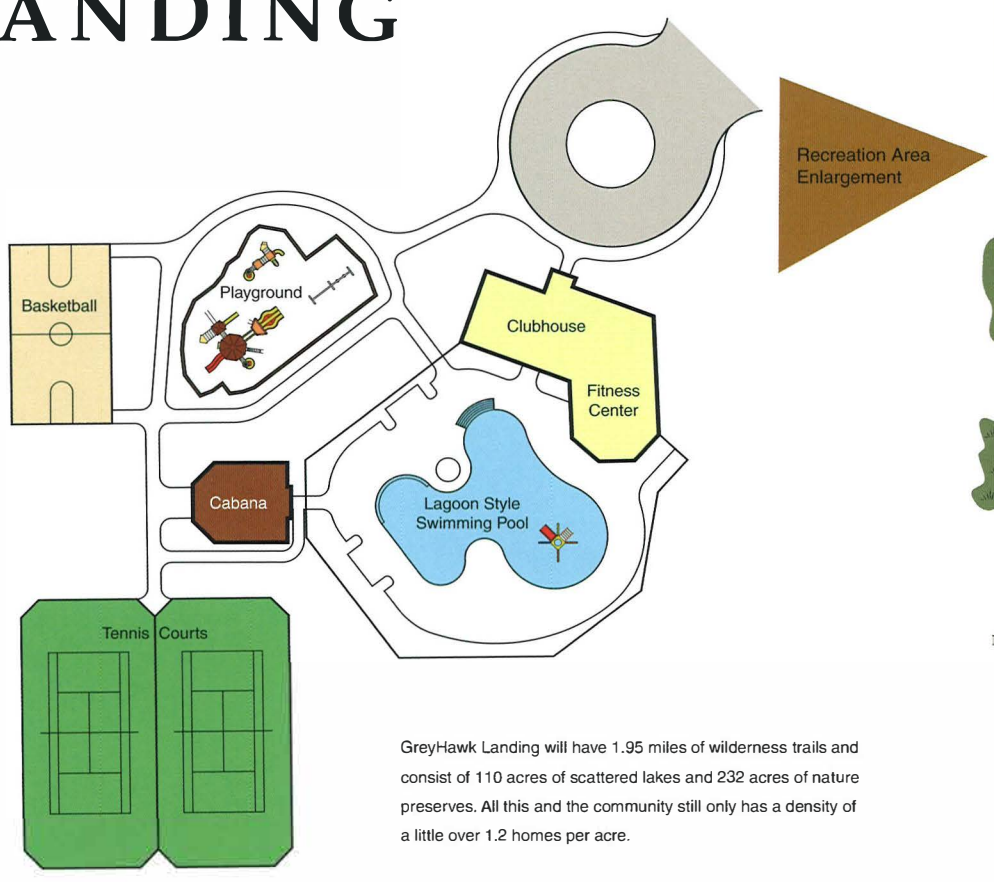 ANDING
Recreation Area
Enlargement
Basketball
Playground
Clubhouse
Fitness
Center
Cabana
Lagoon Style
Swimming Pool
Tennis Courts
GreyHawk Landing will have 1.95 miles of wilderness trails and
consist of 110 acres of scattered lakes and 232 acres of nature
preserves. All this and the community still only has a density of
a little over 1.2 homes per acre.